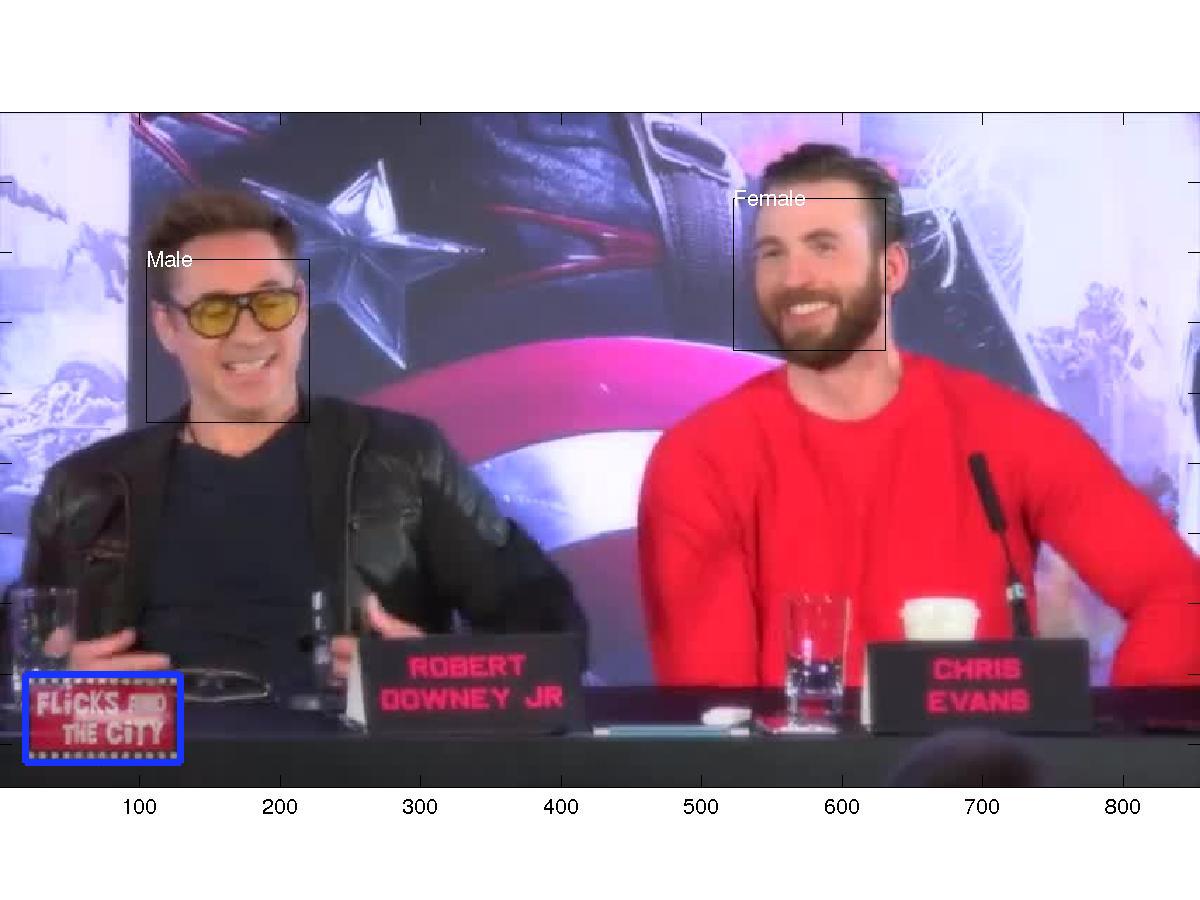 Male
Female
ROBERT
DOWNEY JR
CHRIS
EVANS
FLiCKS AND
THE CiTY
100 200 300 400 500 600 700 800